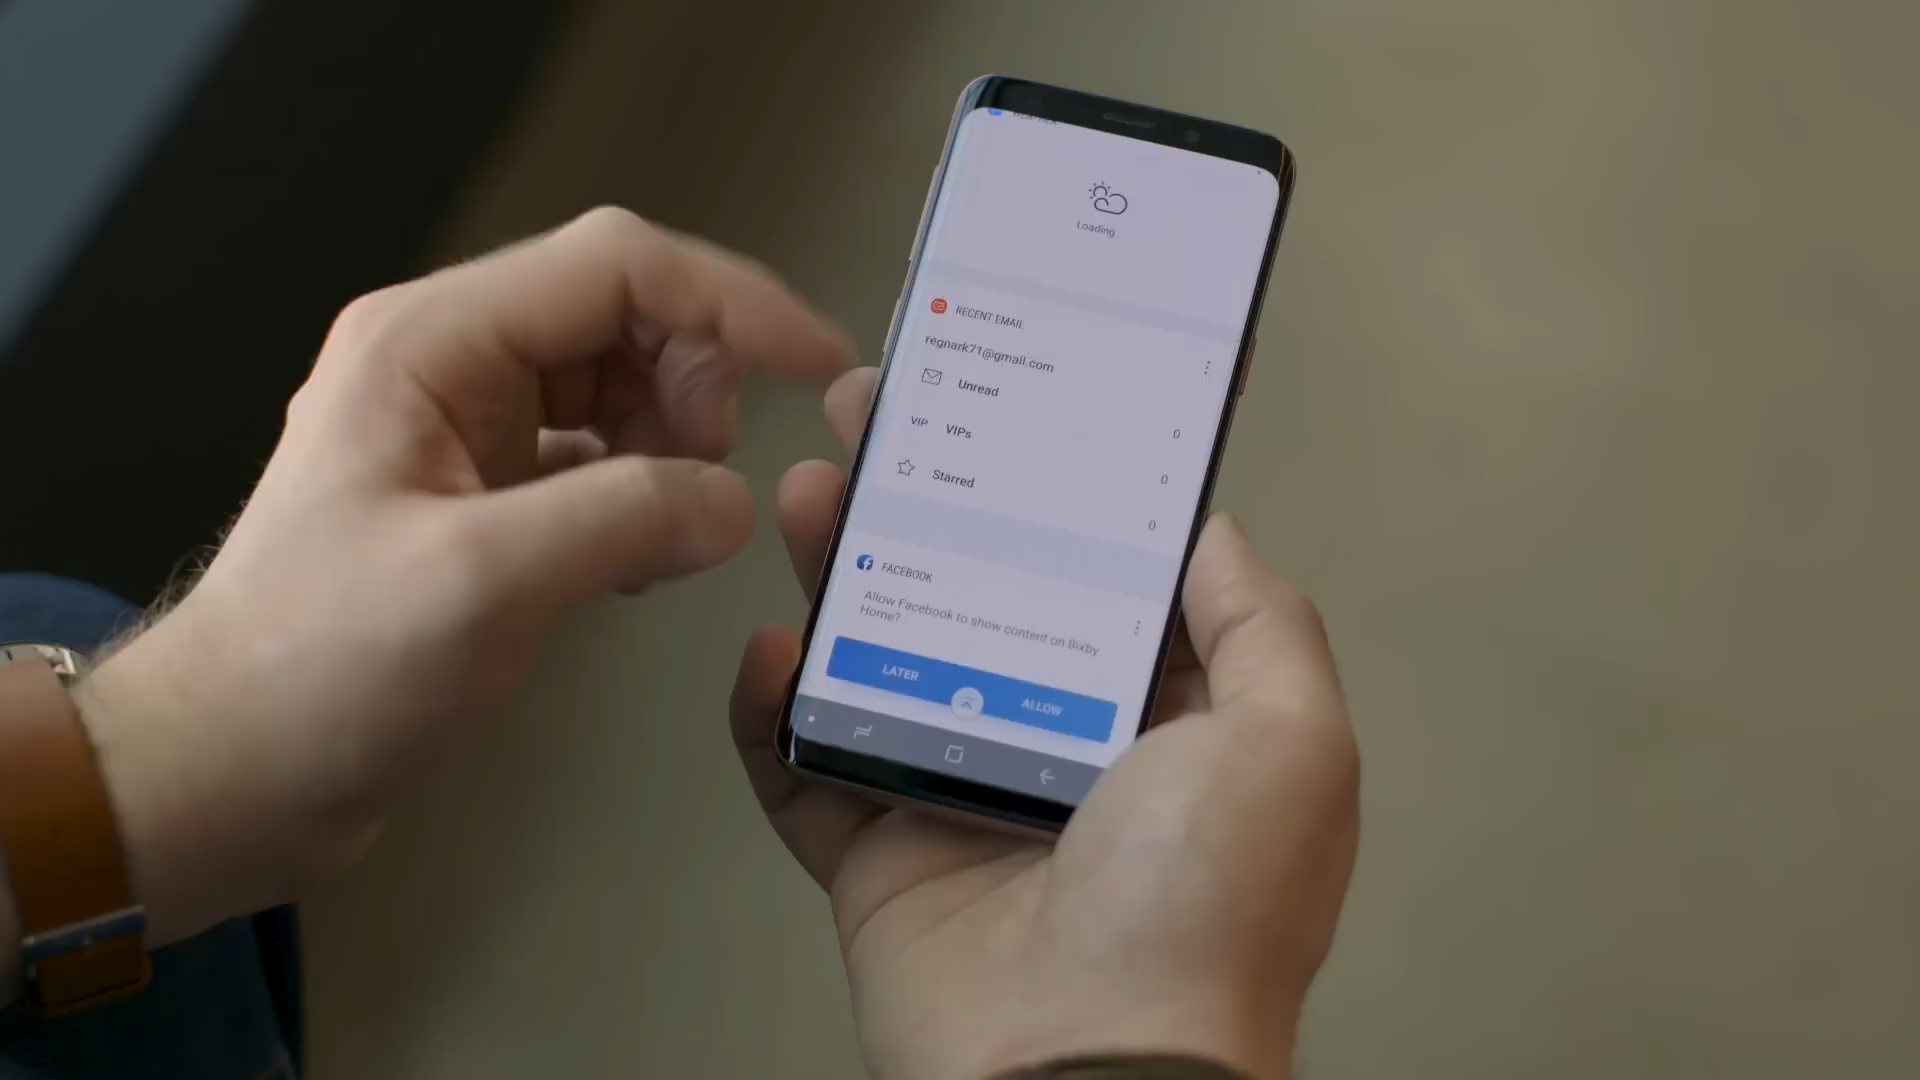 WEATHER
Loading..
RECENT EMAIL
regnark71@gmail.com
Unread
0
VIP VIPs
0
Starred
0
FACEBOOK
Allow Facebook to show content on Bixby
Home?
LATER ALLOW